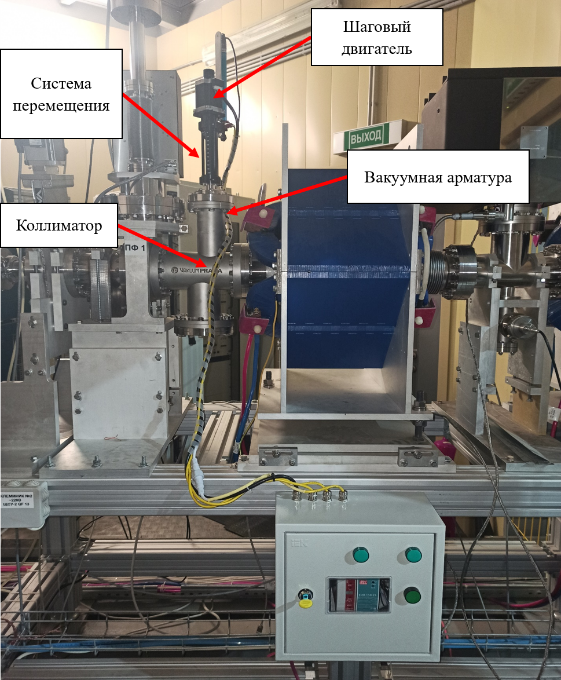 Шаговый
двигатель
Система
перемещения
ВЫХОД
Вакуумная арматура
Коллиматор
ПФ 1